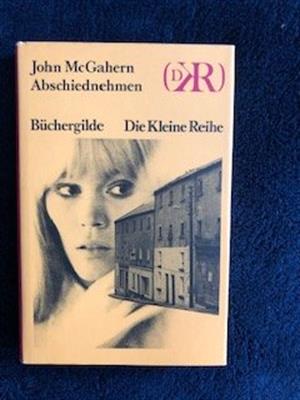 John McGahern
Abschiednehmen
(DKR)
Büchergilde Die Kleine Reihe